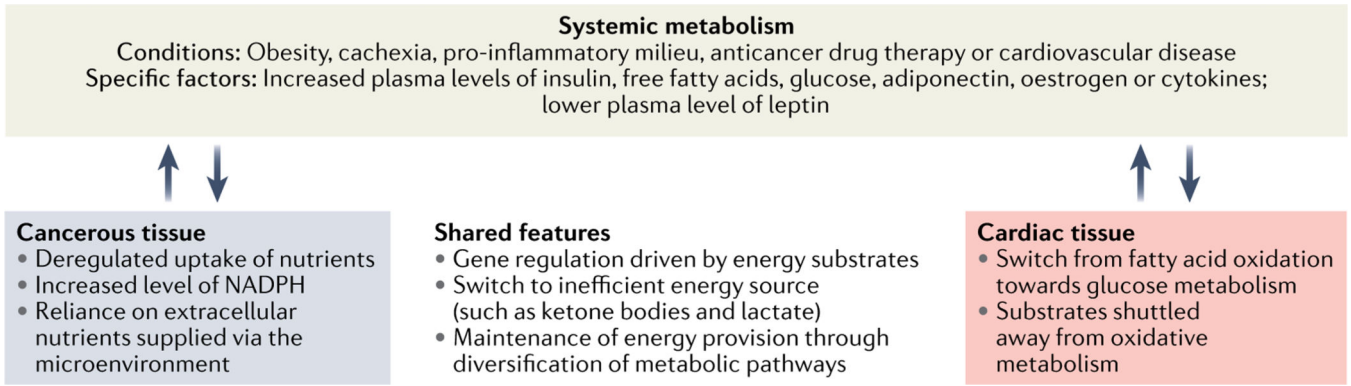 Systemic metabolism
Conditions: Obesity, cachexia, pro-inflammatory milieu, anticancer drug therapy or cardiovascular disease
Specific factors: Increased plasma levels of insulin, free fatty acids, glucose, adiponectin, oestrogen or cytokines;
lower plasma level of leptin
Cancerous tissue
• Deregulated uptake of nutrients
• Increased level of NADPH
• Reliance on extracellular
nutrients supplied via the
microenvironment
Shared features
• Gene regulation driven by energy substrates
• Switch to inefficient energy source
(such as ketone bodies and lactate)
• Maintenance of energy provision through
diversification of metabolic pathways
Cardiac tissue
• Switch from fatty acid oxidation
towards glucose metabolism
• Substrates shuttled
away from oxidative
metabolism